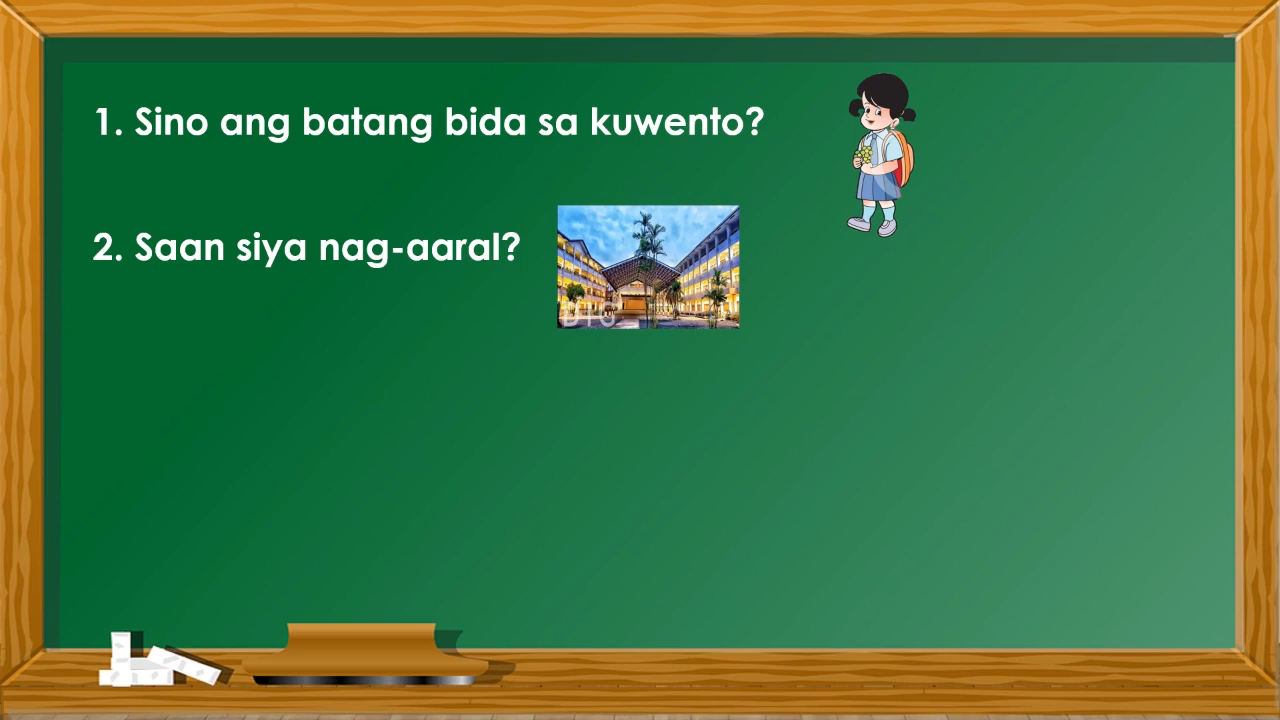 1. Sino ang batang bida sa kuwento?
2. Saan siya nag-aaral?